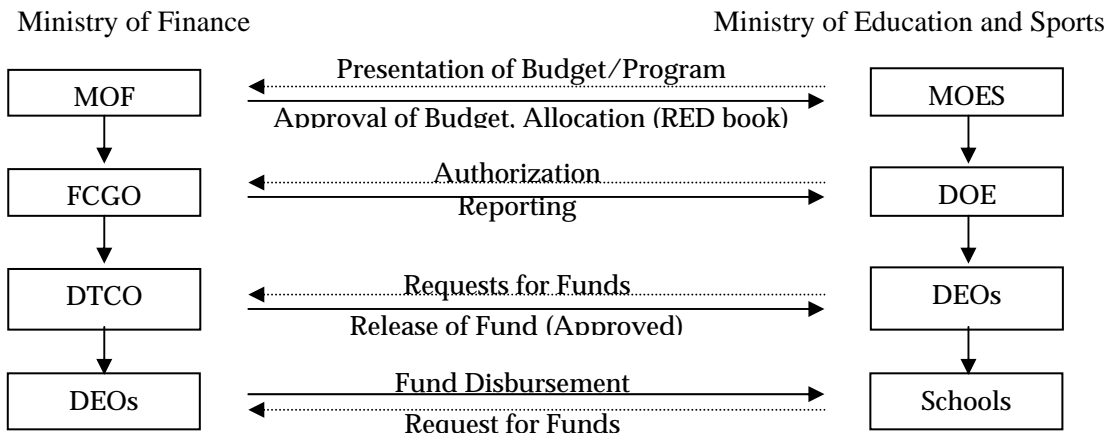 Ministry of Finance
Ministry of Education and Sports
Presentation of Budget/Program
MOF
MOES
Approval of Budget, Allocation (RED book)
Authorization
FCGO
DOE
Reporting
Requests for Funds
DTCO
DEOs
Release of Fund (Approved)
Fund Disbursement
DEOs
Schools
Request for Funds